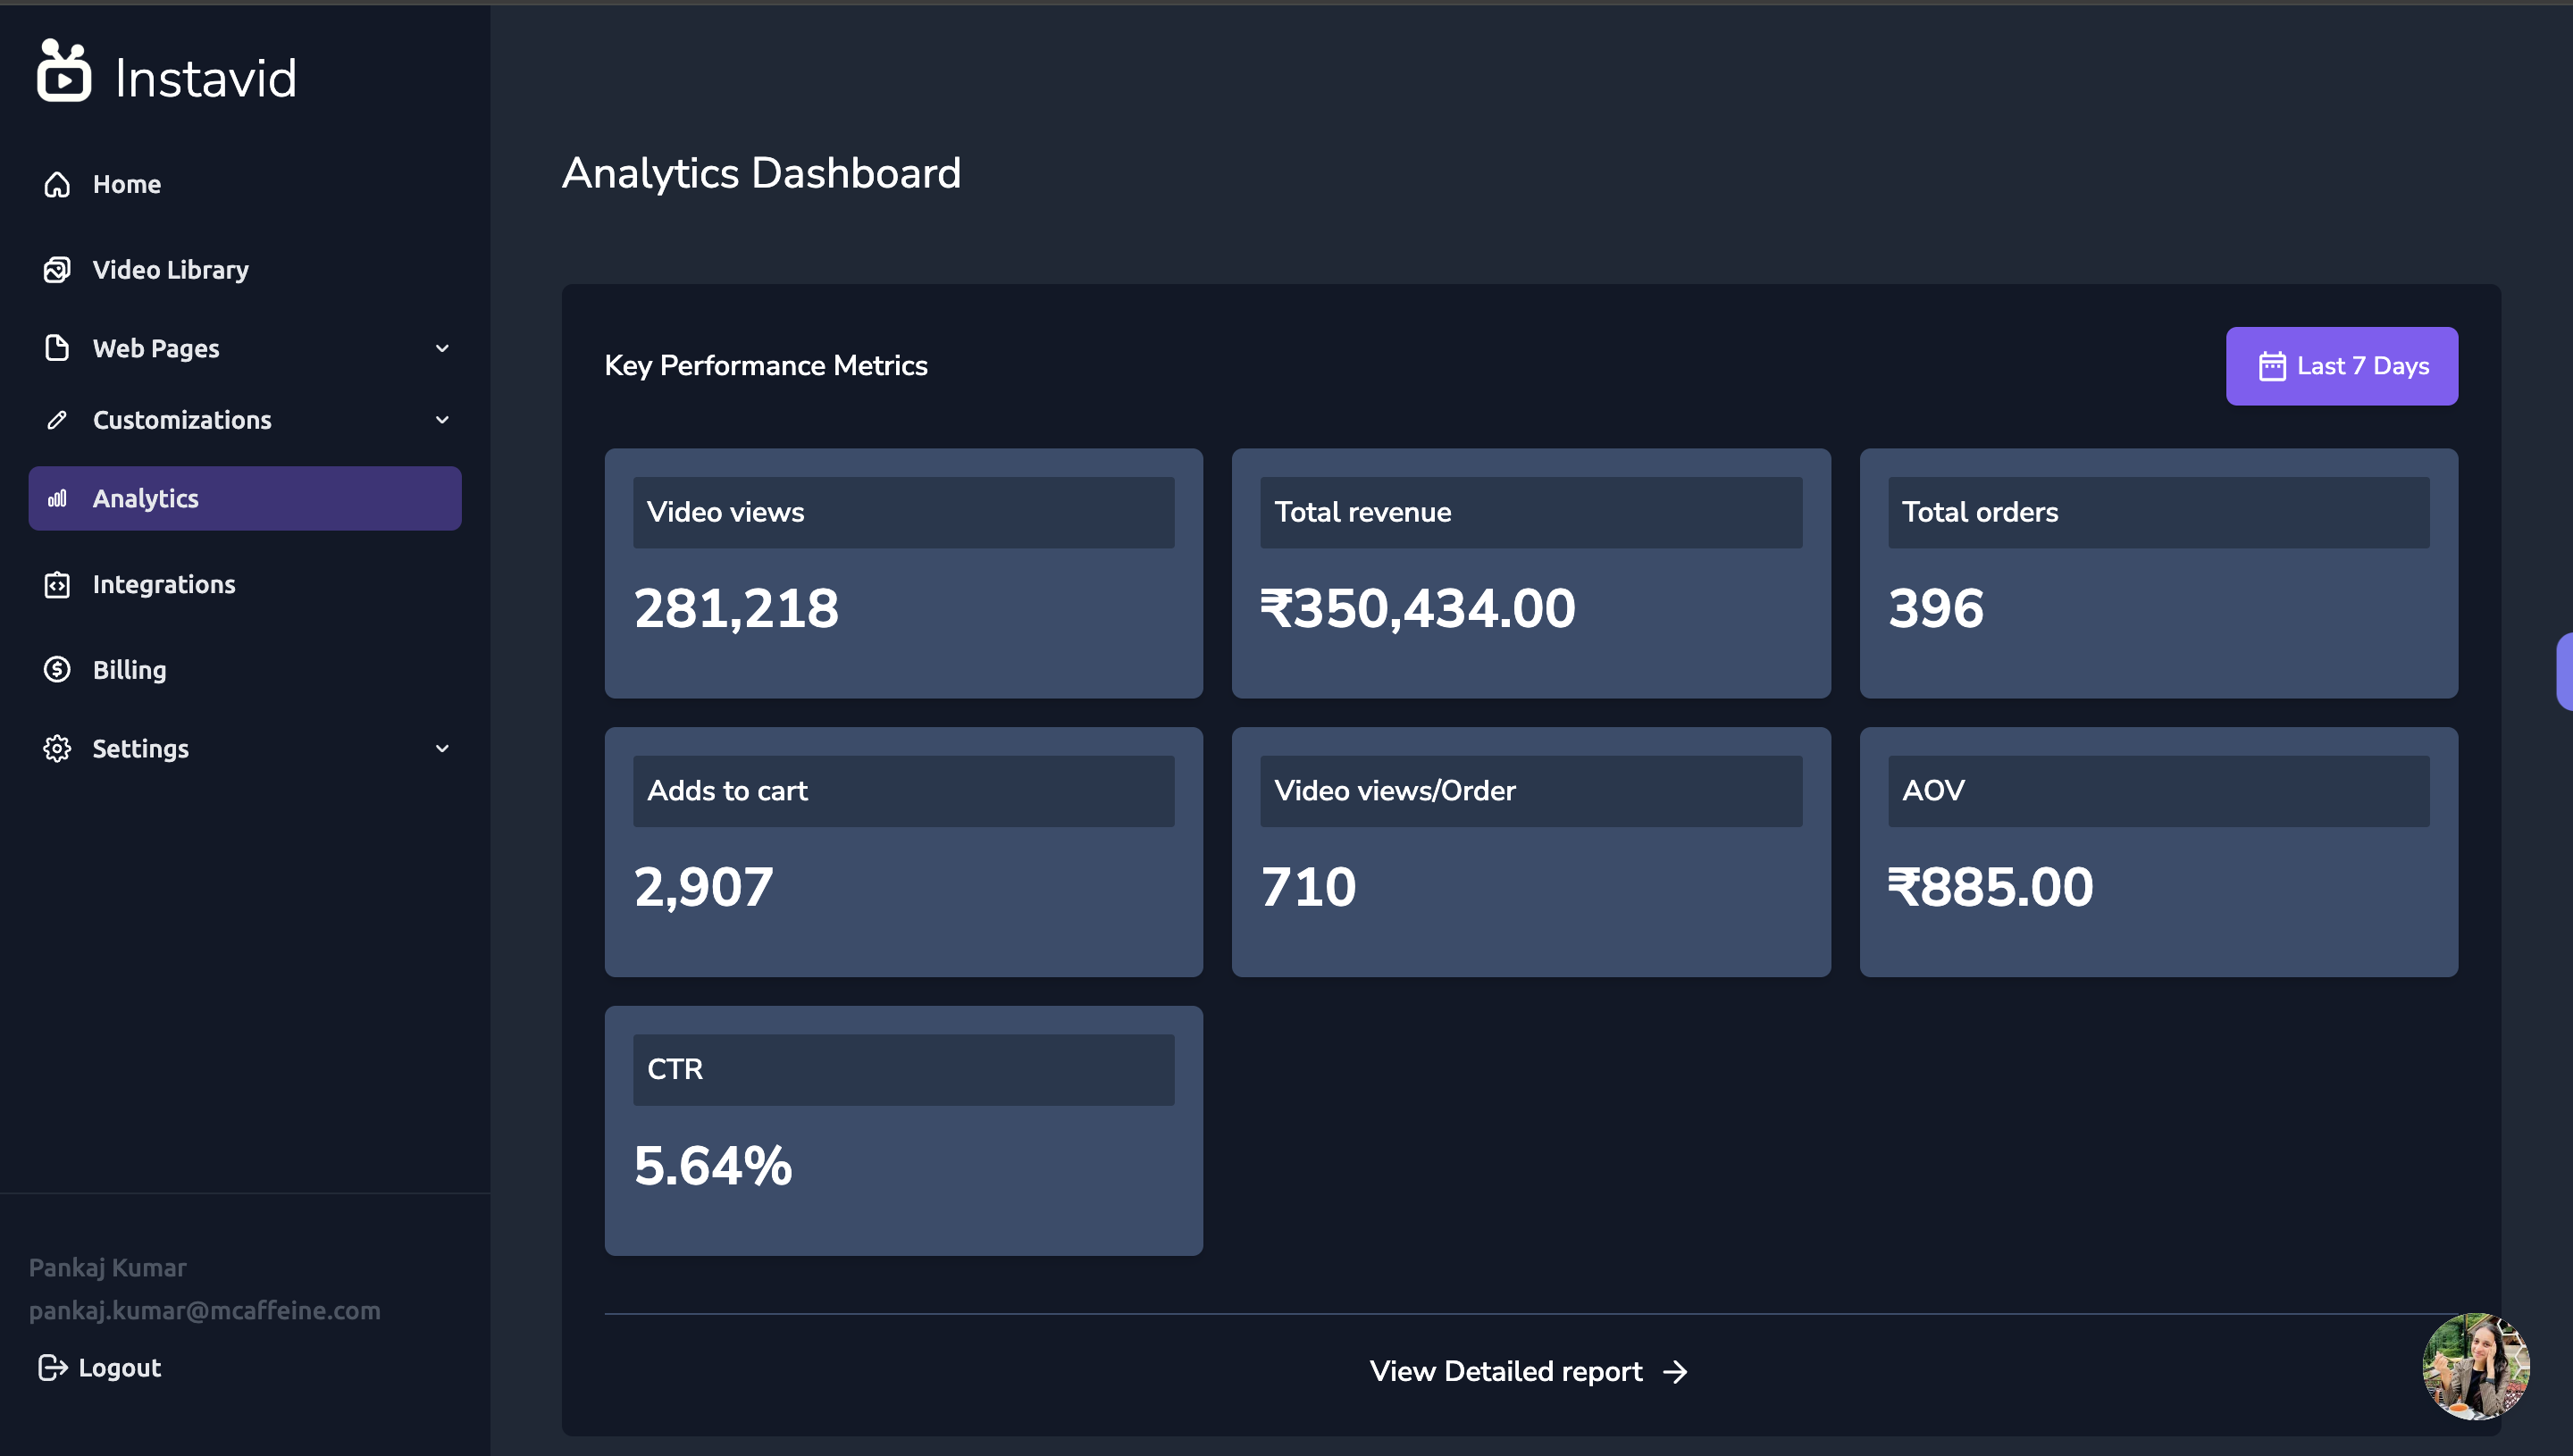 Instavid
Home
Video Library
Web Pages
Customizations
Analytics
Integrations
Billing
Settings
Pankaj Kumar
pankaj.kumar@mcaffeine.com
Logout
Analytics Dashboard
Key Performance Metrics
Last 7 Days
Video views
281,218
Total revenue
₹350,434.00
Total orders
396
Adds to cart
2,907
Video views/Order
710
AOV
₹885.00
CTR
5.64%
View Detailed report